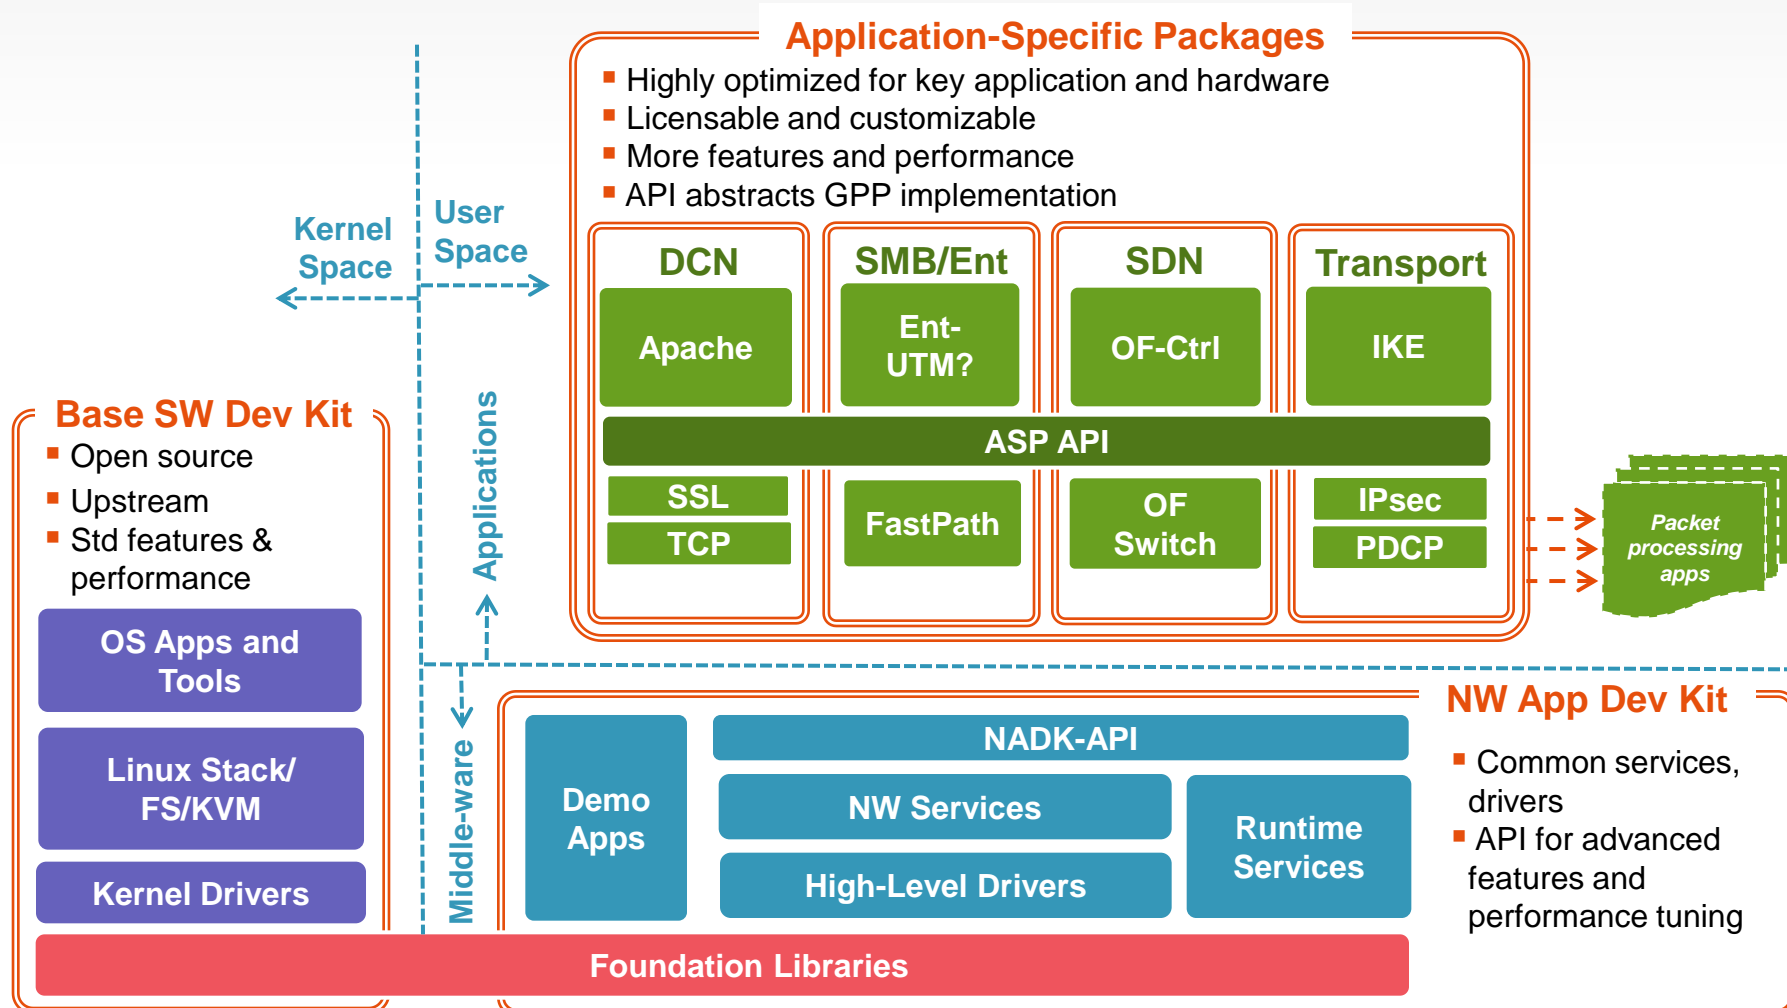 Application-Specific Packages
Highly optimized for key application and hardware
Licensable and customizable
More features and performance
API abstracts GPP implementation
Kernel
Space
User
Space
DCN
SMB/Ent
SDN
Transport
Apache
Ent-
UTM?
OF-Ctrl
IKE
ASP API
SSL
TCP
FastPath
OF
Switch
IPsec
PDCP
Packet
processing
apps
Base SW Dev Kit
Open source
Upstream
Std features &
performance
OS Apps and
Tools
Linux Stack/
FS/KVM
Kernel Drivers
Applications
Middle-ware
NW App Dev Kit
Common services,
drivers
API for advanced
features and
performance tuning
Demo
Apps
NADK-API
NW Services
High-Level Drivers
Runtime
Services
Foundation Libraries